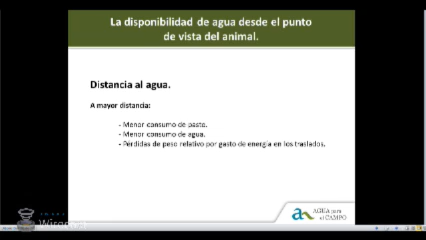 La disponibilidad de agua desde el punto
de vista del animal.
Distancia al agua.
A mayor distancia:
- Menor consumo de pasto.
- Menor consumo de agua.
- Pérdidas de peso relativo por gasto de energía en los traslados.
AGUA para
el CAMPO